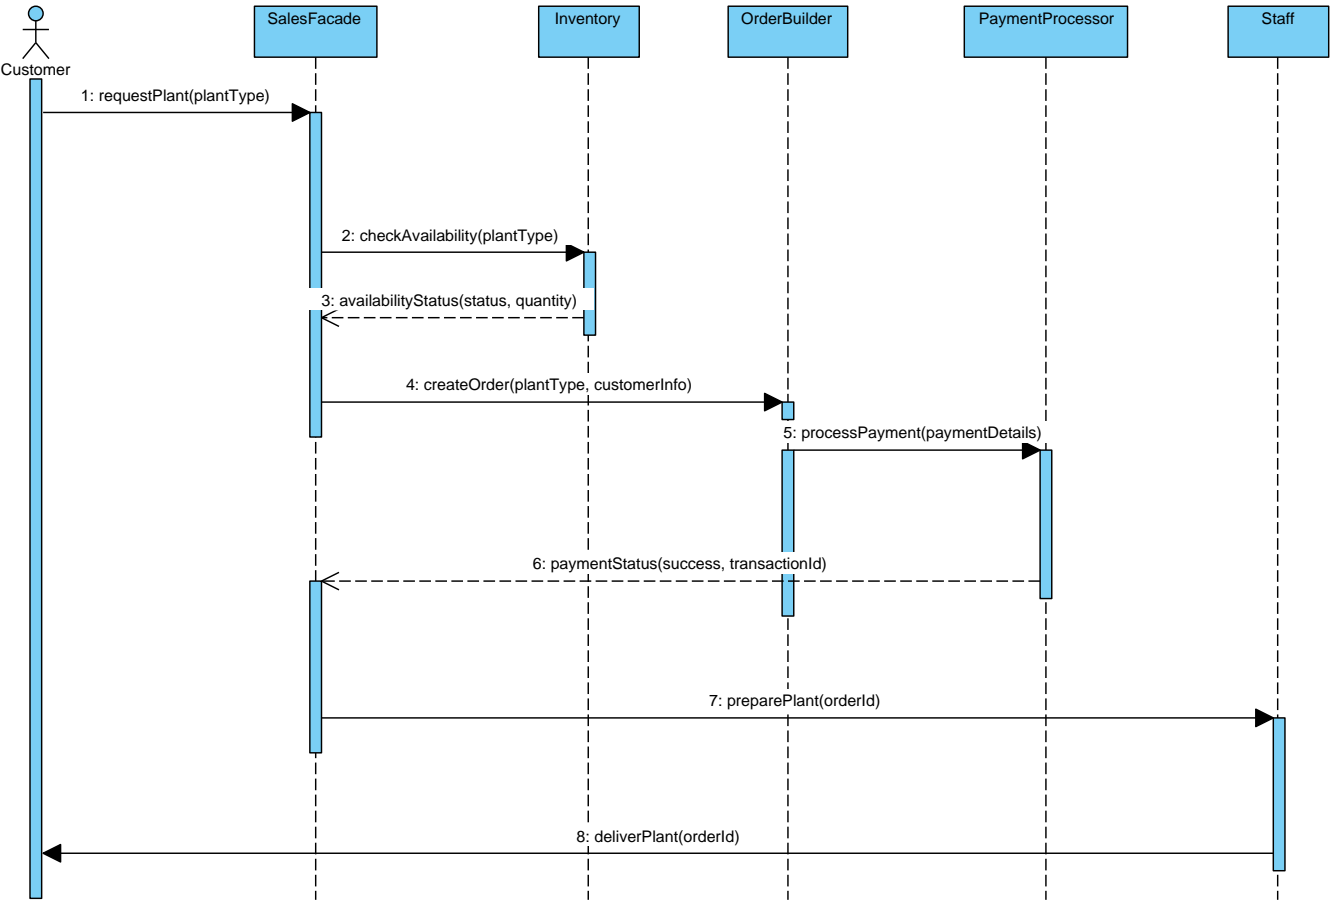 SalesFacade
Inventory
OrderBuilder
PaymentProcessor
Staff
Customer
1: requestPlant(plantType)
2: checkAvailability(plantType)
3: availabilityStatus(status, quantity)
4: createOrder(plantType, customerInfo)
5: processPayment(paymentDetails)
6: paymentStatus(success, transactionId)
7: preparePlant(orderId)
8: deliverPlant(orderId)